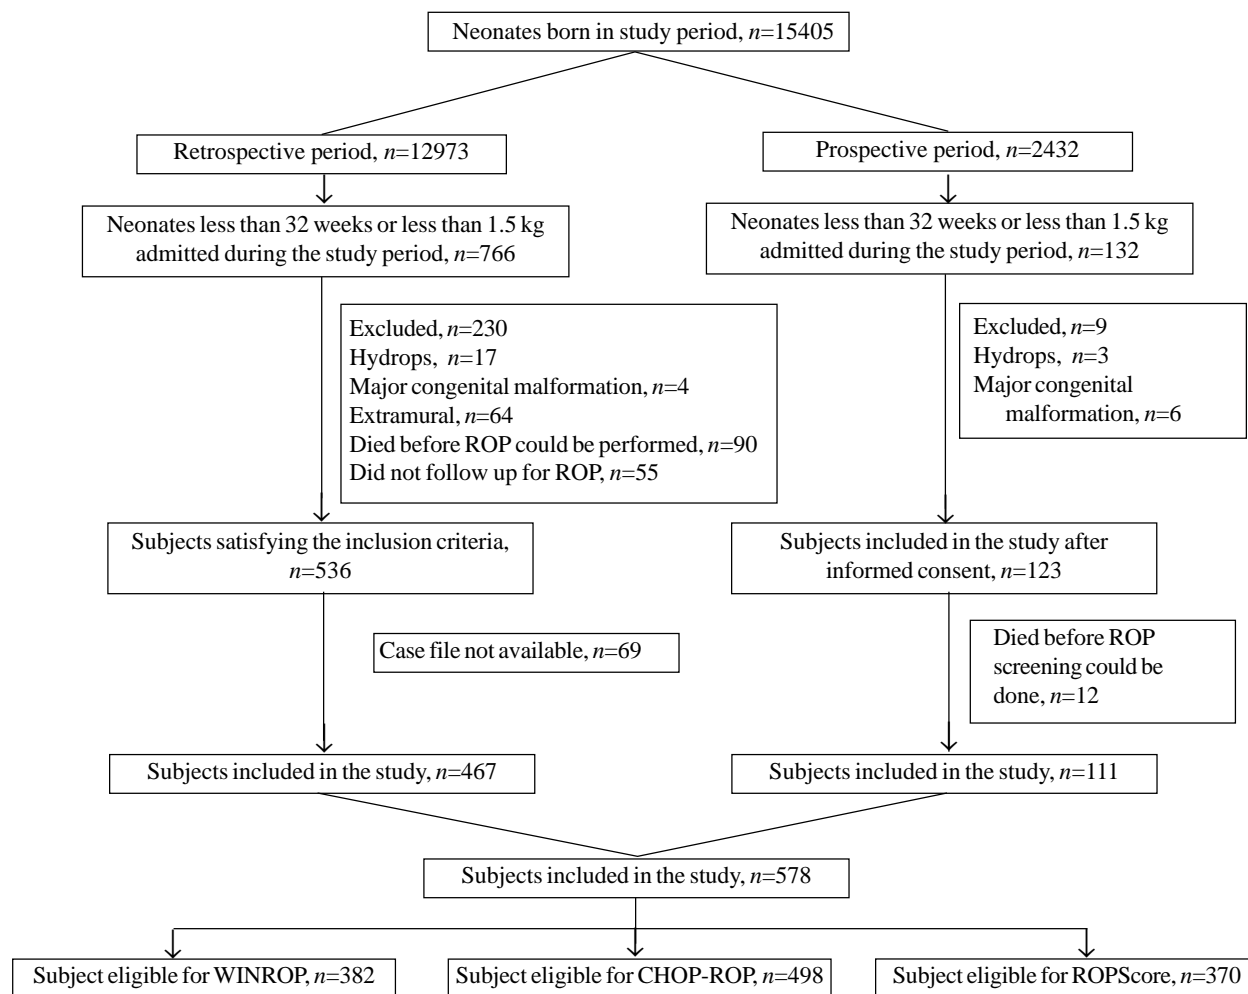 Neonates born in study period, n=15405
Retrospective period, n=12973
Prospective period, n=2432
Neonates less than 32 weeks or less than 1.5 kg
admitted during the study period, n=766
Neonates less than 32 weeks or less than 1.5 kg
admitted during the study period, n=132
Excluded, n=230
Hydrops, n=17
Major congenital malformation, n=4
Extramural, n=64
Died before ROP could be performed, n=90
Did not follow up for ROP, n=55
Excluded, n=9
Hydrops, n=3
Major congenital
malformation, n=6
Subjects satisfying the inclusion criteria,
n=536
Subjects included in the study after
informed consent, n=123
Case file not available, n=69
Died before ROP
screening could be
done, n=12
Subjects included in the study, n=467
Subjects included in the study, n=111
Subjects included in the study, n=578
Subject eligible for WINROP, n=382
Subject eligible for CHOP-ROP, n=498
Subject eligible for ROPScore, n=370